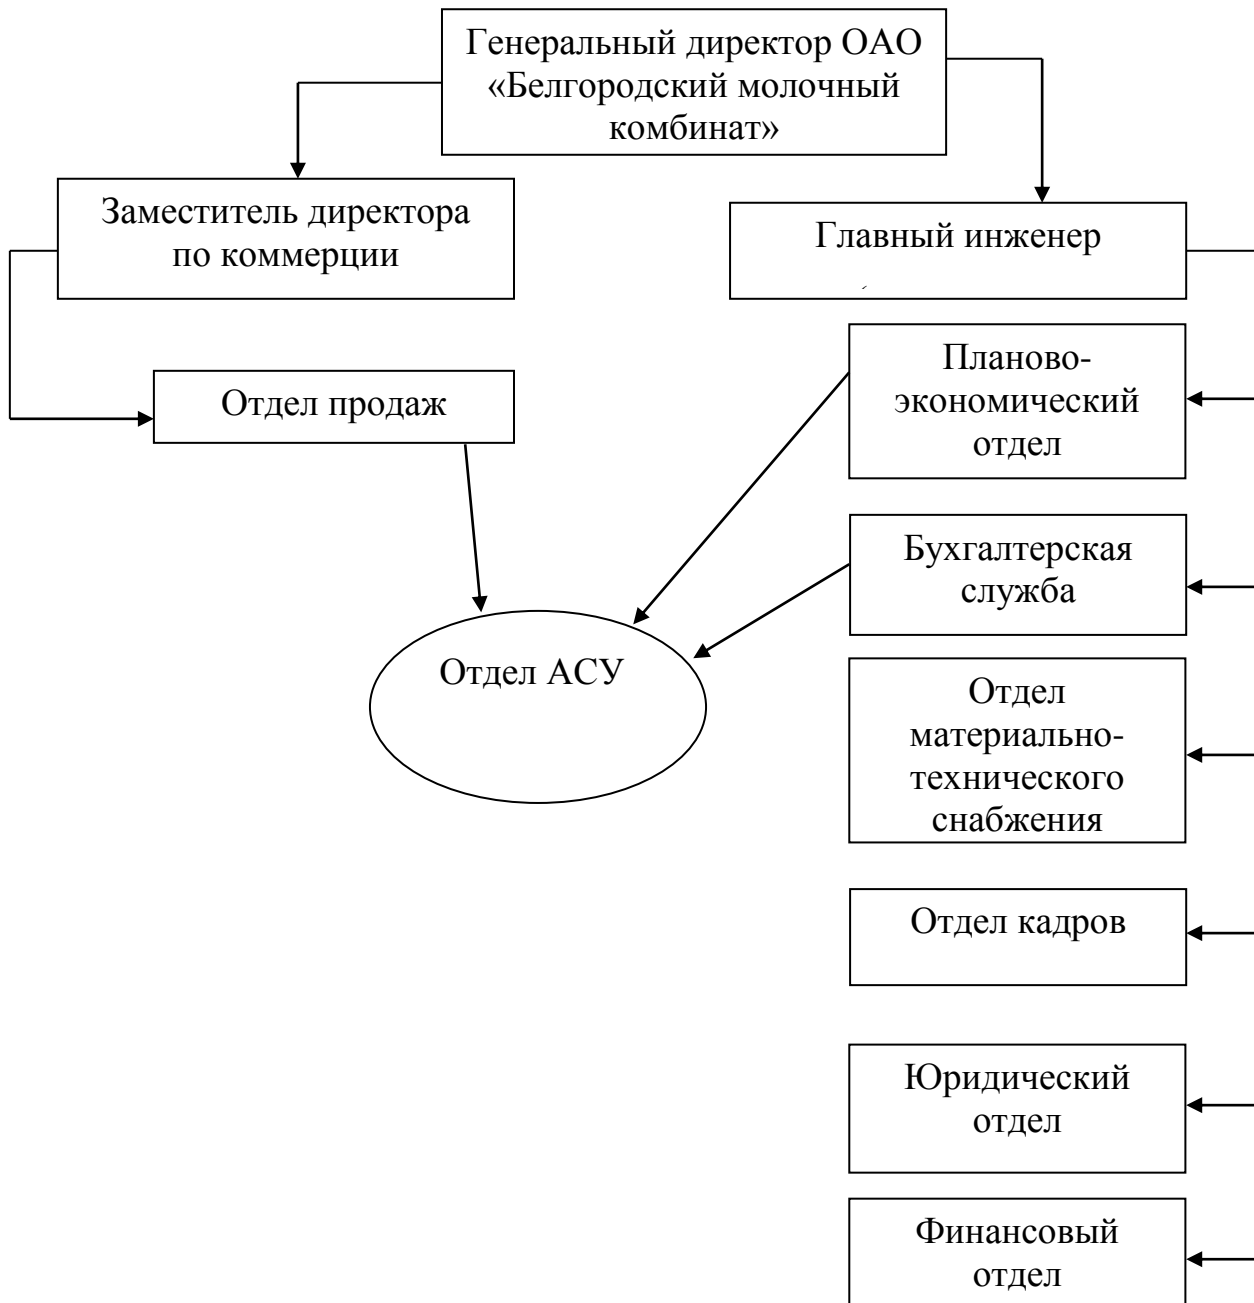 Генеральный директор ОАО
«Белгородский молочный
комбинат»
Заместитель директора
по коммерции
Главный инженер
Отдел продаж
Планово-
экономический
отдел
Бухгалтерская
служба
Отдел АСУ
Отдел
материально-
технического
снабжения
Отдел кадров
Юридический
отдел
Финансовый
отдел